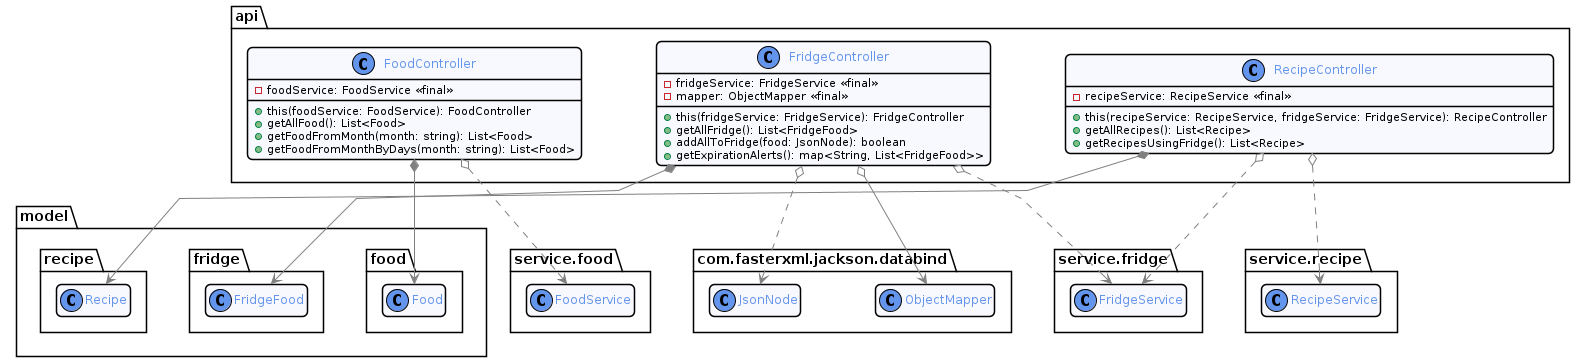 api
C FoodController
foodService: FoodService «final»
this(foodService: FoodService): FoodController
getAllFood(): List<Food>
getFoodFromMonth(month: string): List<Food>
getFoodFromMonthByDays(month: string): List<Food>
C FridgeController
fridgeService: FridgeService «final»
mapper: ObjectMapper «final»
this(fridgeService: FridgeService): FridgeController
getAllFridge(): List<FridgeFood>
addAllToFridge(food: JsonNode): boolean
getExpirationAlerts(): map<String, List<FridgeFood>>
C RecipeController
recipeService: RecipeService «final»
this(recipeService: RecipeService, fridgeService: FridgeService): RecipeController
getAllRecipes(): List<Recipe>
getRecipesUsingFridge(): List<Recipe>
model
recipe
C Recipe
fridge
C FridgeFood
food
C Food
service.food
C FoodService
com.fasterxml.jackson.databind
C JsonNode
C ObjectMapper
service.fridge
C FridgeService
service.recipe
C RecipeService